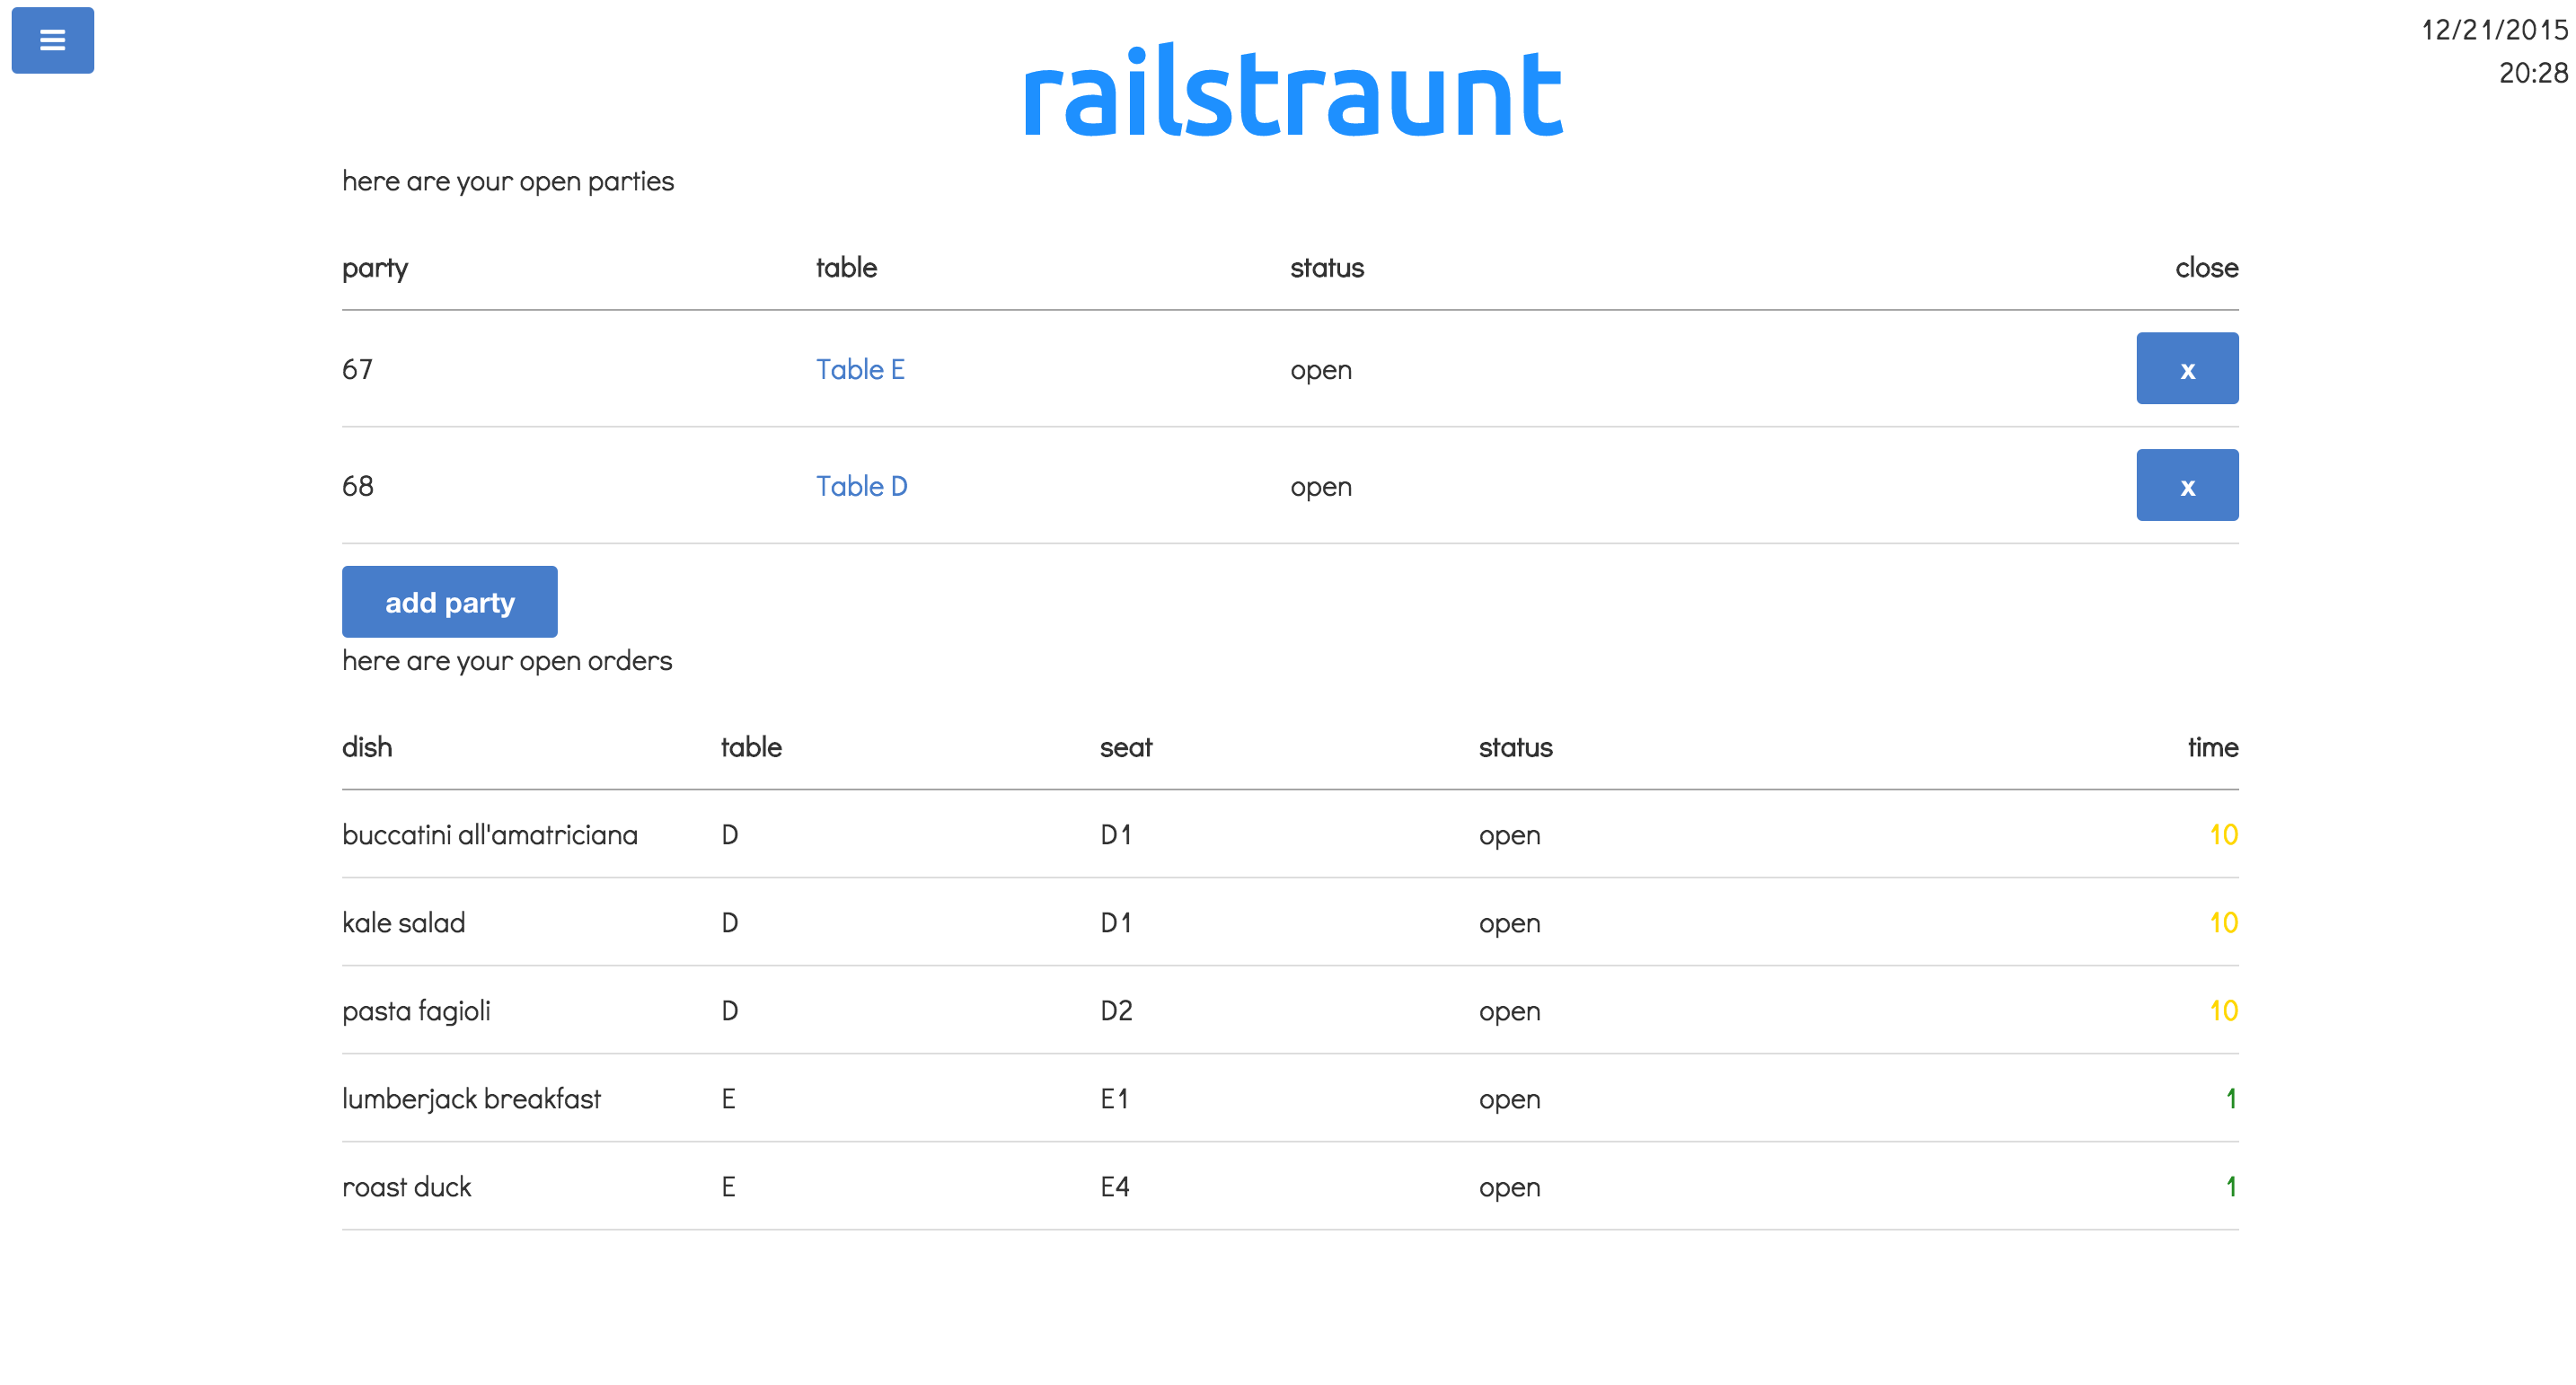 12/21/2015
20:28
railstraunt
here are your open parties
party table status close
67 Table E open x
68 Table D open x
add party
here are your open orders
dish table seat status time
buccatini all'amatriciana D D1 open 10
kale salad D D1 open 10
pasta fagioli D D2 open 10
lumberjack breakfast E E1 open 1
roast duck E E4 open 1